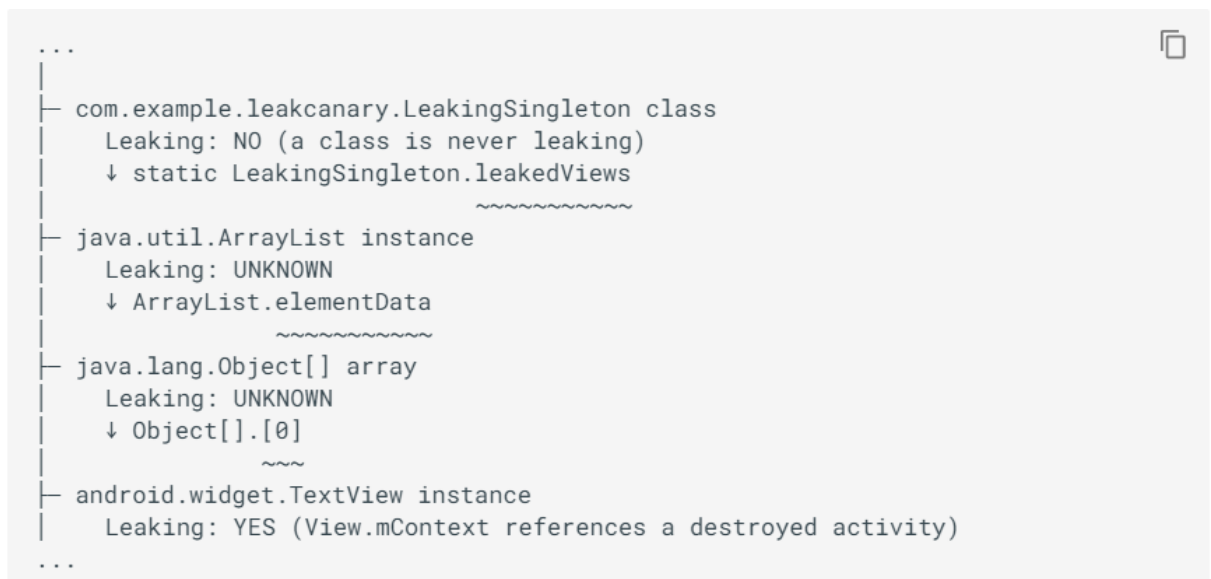 ...
│
├─ com.example.leakcanary.LeakingSingleton class
│    Leaking: NO (a class is never leaking)
│    ↓ static LeakingSingleton.leakedViews
│                              ~~~~~~~~~~~
├─ java.util.ArrayList instance
│    Leaking: UNKNOWN
│    ↓ ArrayList.elementData
│                ~~~~~~~~~~~
├─ java.lang.Object[] array
│    Leaking: UNKNOWN
│    ↓ Object[].[0]
│               ~~~
├─ android.widget.TextView instance
│    Leaking: YES (View.mContext references a destroyed activity)
...